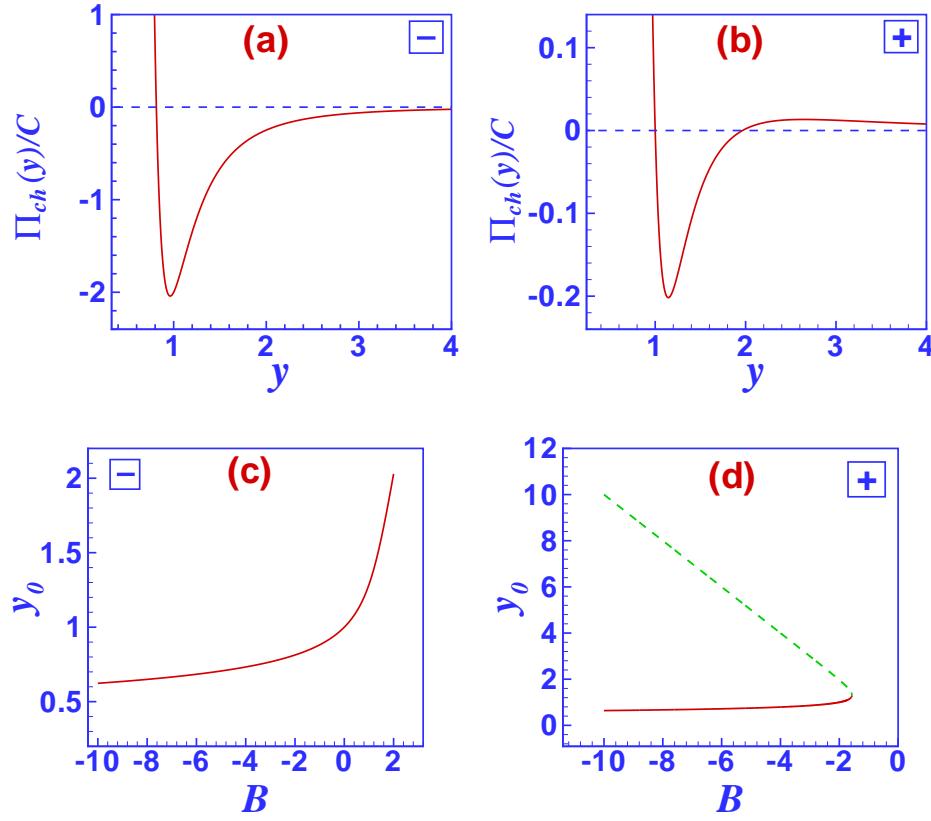 (a)
−
Π_ch(y)/C
1
0
-1
-2
1 2 3 4
y
(b)
+
Π_ch(y)/C
0.1
0
-0.1
-0.2
1 2 3 4
y
(c)
−
y_0
2
1.5
1
0.5
-10 -8 -6 -4 -2 0 2
B
(d)
+
y_0
12
10
8
6
4
2
0
-10 -8 -6 -4 -2 0
B